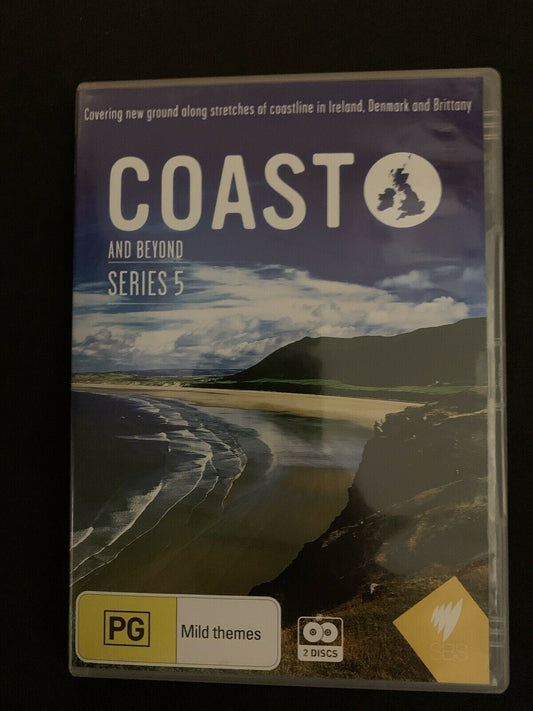 Covering new ground along stretches of coastline in Ireland, Denmark and Brittany
COAST
AND BEYOND
SERIES 5
PG
Mild themes
2 DISCS
SBS